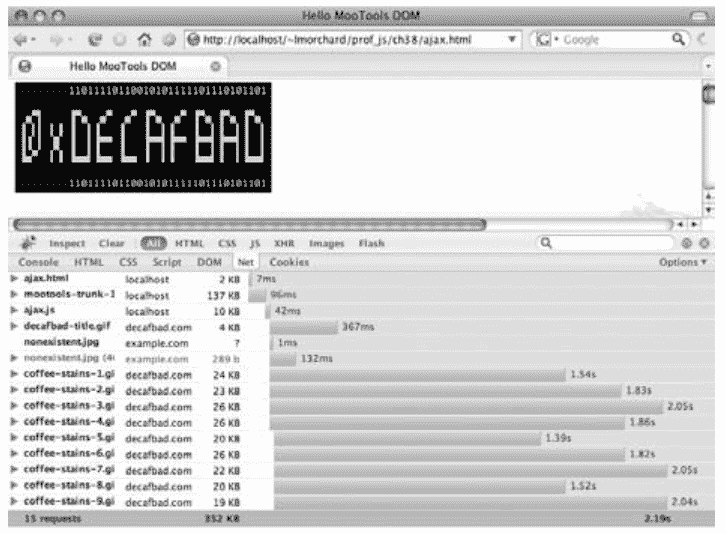 Hello MooTools DOM
http://localhost/~lmorchard/prof_js/ch38/ajax.html Google
Hello MooTools DOM
@xDECAFBAD
Inspect Clear All HTML CSS JS XHR Images Flash
Console HTML CSS Script DOM Net Cookies Options
ajax.html localhost 2 KB 7ms
mootools-trunk-1 localhost 137 KB 96ms
ajax.js localhost 10 KB 42ms
decafbad-title.gif decafbad.com 4 KB 367ms
nonexistent.jpg example.com ? 1ms
nonexistent.jpg (4 example.com 289 b 132ms
coffee-stains-1.gi decafbad.com 24 KB 1.54s
coffee-stains-2.gi decafbad.com 23 KB 1.83s
coffee-stains-3.gi decafbad.com 26 KB 2.05s
coffee-stains-4.gi decafbad.com 26 KB 1.86s
coffee-stains-5.gi decafbad.com 20 KB 1.39s
coffee-stains-6.gi decafbad.com 26 KB 1.82s
coffee-stains-7.gi decafbad.com 22 KB 2.05s
coffee-stains-8.gi decafbad.com 20 KB 1.52s
coffee-stains-9.gi decafbad.com 19 KB 2.04s
15 requests 352 KB 2.19s